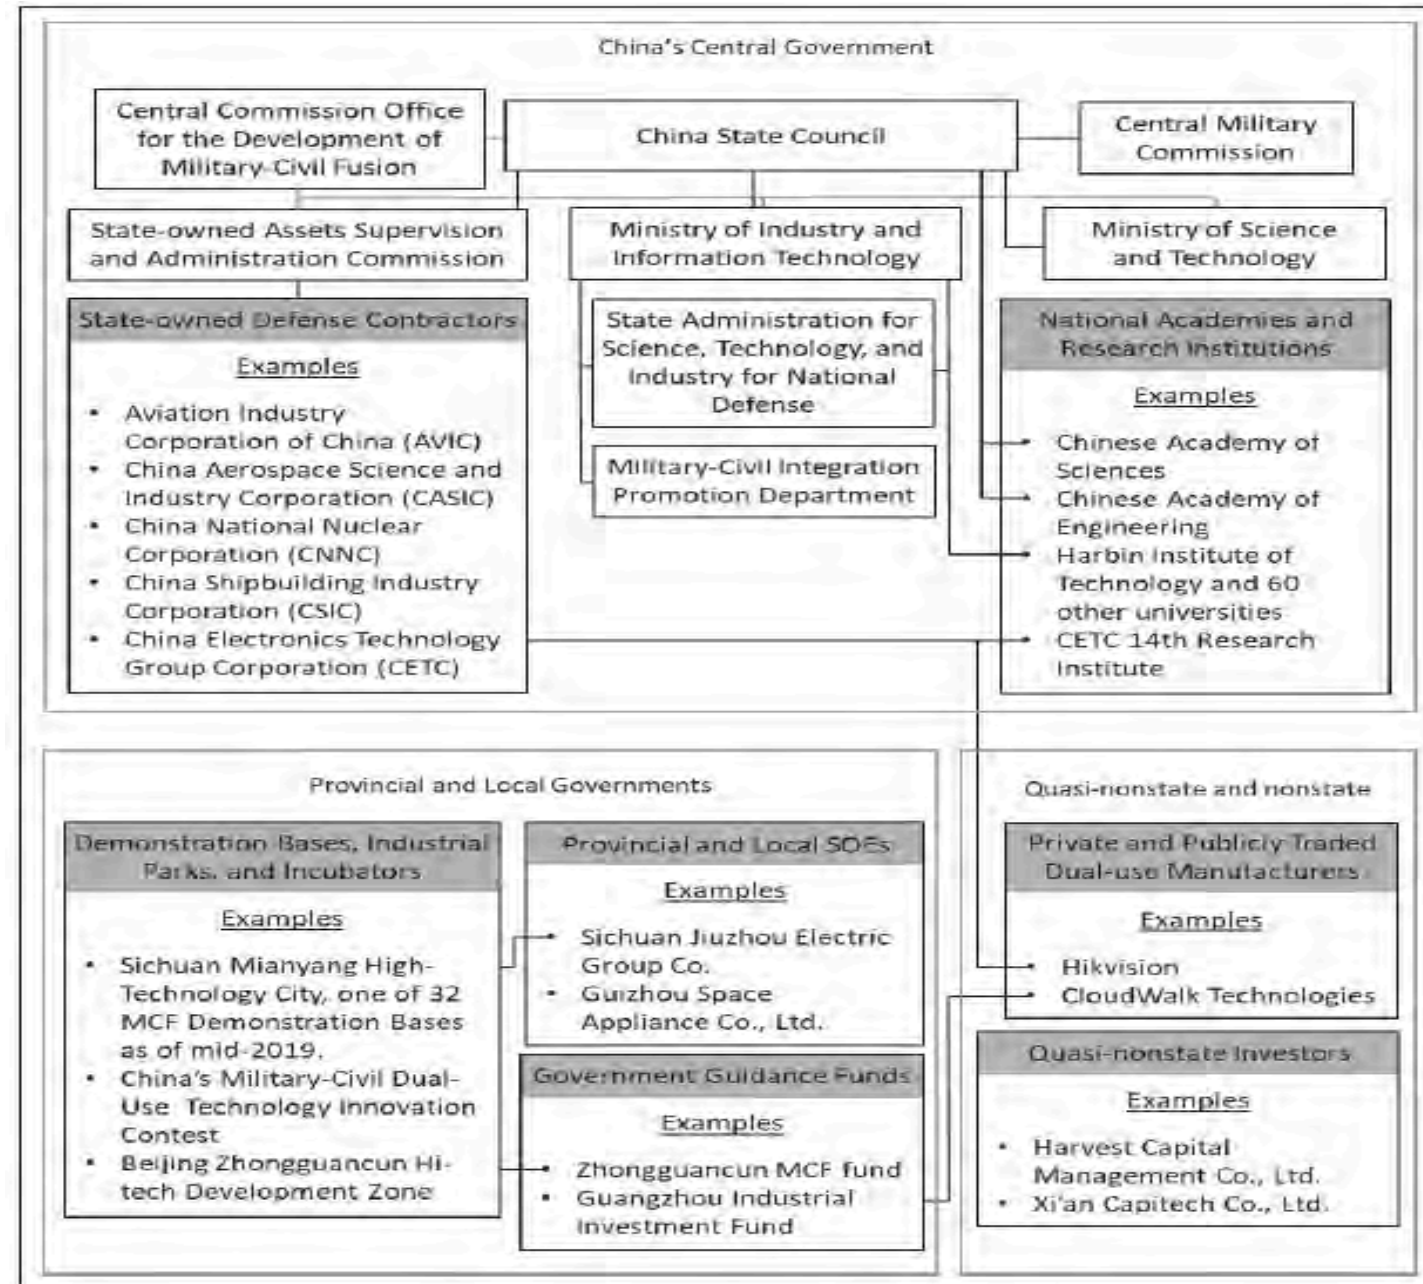 China's Central Government
Central Commission Office
for the Development of
Military-Civil Fusion
China State Council
Central Military
Commission
State-owned Assets Supervision
and Administration Commission
Ministry of Industry and
Information Technology
Ministry of Science
and Technology
State-owned Defense Contractors
Examples
• Aviation Industry
Corporation of China (AVIC)
• China Aerospace Science and
Industry Corporation (CASIC)
• China National Nuclear
Corporation (CNNC)
• China Shipbuilding Industry
Corporation (CSIC)
• China Electronics Technology
Group Corporation (CETC)
State Administration for
Science, Technology, and
Industry for National
Defense
Military-Civil Integration
Promotion Department
National Academies and
Research Institutions
Examples
• Chinese Academy of
Sciences
• Chinese Academy of
Engineering
• Harbin Institute of
Technology and 60
other universities
• CETC 14th Research
Institute
Provincial and Local Governments
Demonstration Bases, Industrial
Parks, and Incubators
Examples
• Sichuan Mianyang High-
Technology City, one of 32
MCF Demonstration Bases
as of mid-2019.
• China's Military-Civil Dual-
Use Technology Innovation
Contest
• Beijing Zhongguancun Hi-
tech Development Zone
Provincial and Local SOEs
Examples
• Sichuan Jiuzhou Electric
Group Co.
• Guizhou Space
Appliance Co., Ltd.
Government Guidance Funds
Examples
• Zhongguancun MCF fund
• Guangzhou Industrial
Investment Fund
Quasi-nonstate and nonstate
Private and Publicly Traded
Dual-use Manufacturers
Examples
• Hikvision
• CloudWalk Technologies
Quasi-nonstate Investors
Examples
• Harvest Capital
Management Co., Ltd.
• Xi'an Capitech Co., Ltd.